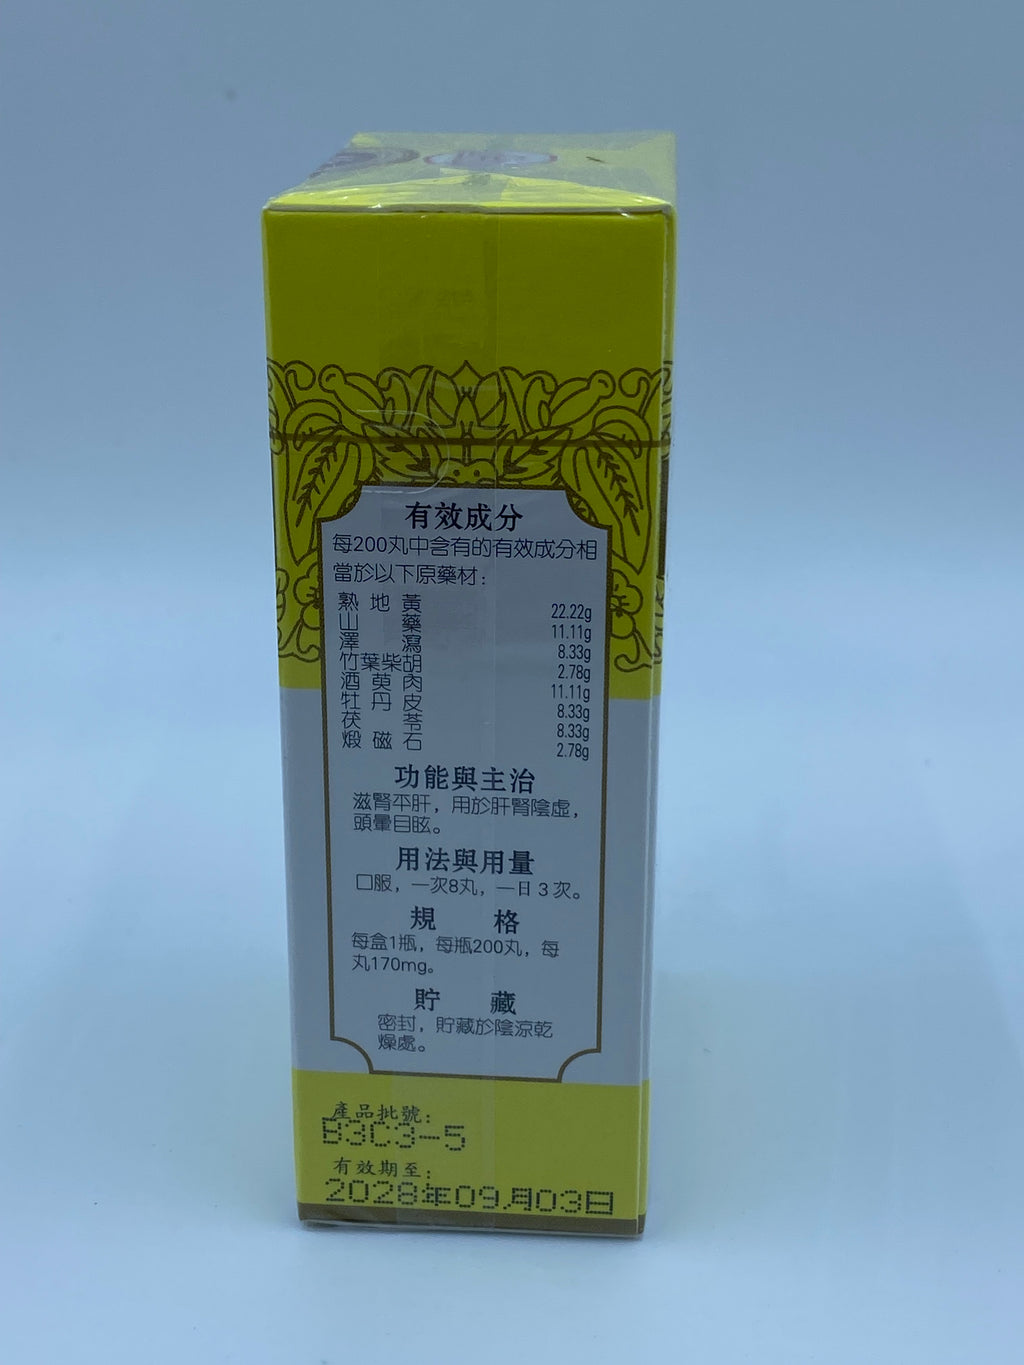 有效成分
每200丸中含有的有效成分相
當於以下原藥材：
熟地黃 22.22g
山藥 11.11g
澤瀉 8.33g
竹葉柴胡 2.78g
酒萸肉 11.11g
牡丹皮 8.33g
茯苓 8.33g
煅磁石 2.78g
功能與主治
滋腎平肝，用於肝腎陰虛，
頭暈目眩。
用法與用量
口服，一次8丸，一日3次。
規格
每盒1瓶，每瓶200丸，每
丸170mg。
貯藏
密封，貯藏於陰涼乾
燥處。
產品批號：
B3C3-5
有效期至：
2028年09月03日